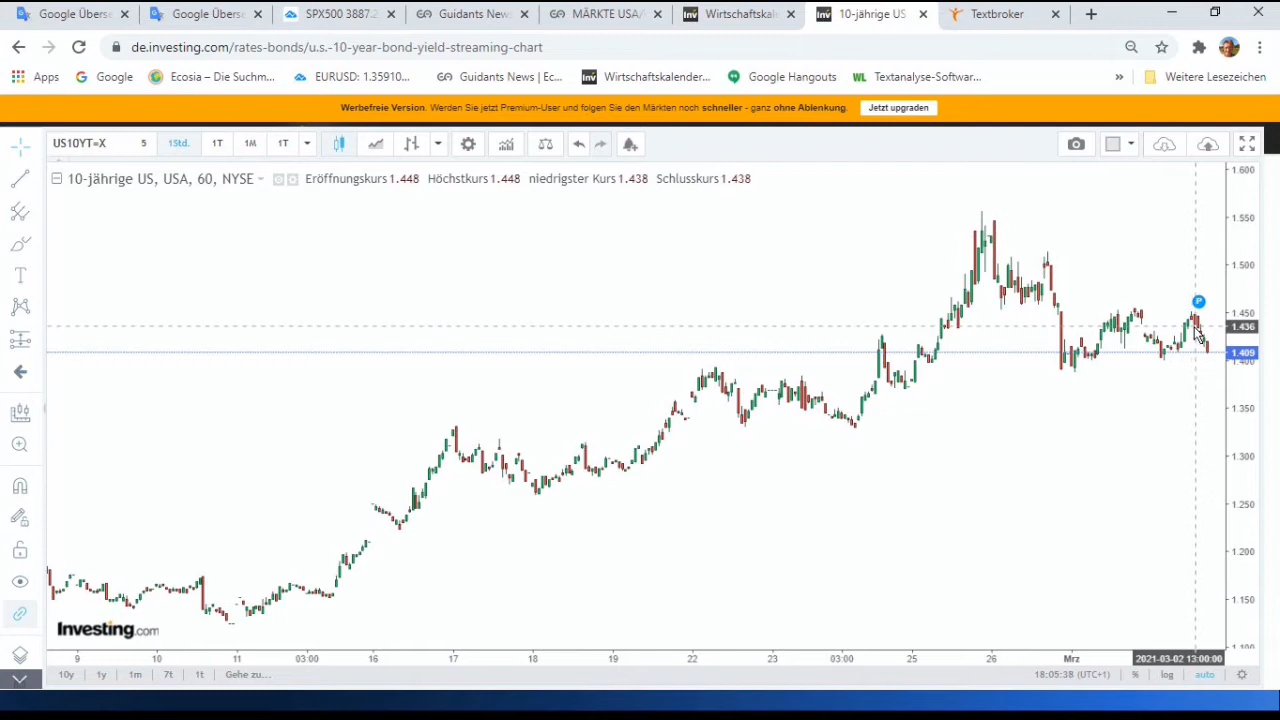 Google Überse
Google Überse
SPX500 3887.2
Guidants News |
MÄRKTE USA/
Wirtschaftskal
10-jährige US
Textbroker
de.investing.com/rates-bonds/u.s.-10-year-bond-yield-streaming-chart
Apps
Google
Ecosia – Die Suchm...
EURUSD: 1.35910...
Guidants News | Ec...
Wirtschaftskalender...
Google Hangouts
WL Textanalyse-Softwar...
»
Weitere Lesezeichen
Werbefreie Version. Werden Sie jetzt Premium-User und folgen Sie den Märkten noch schneller - ganz ohne Ablenkung.
Jetzt upgraden
US10YT=X 5 1Std. 1T 1M 1T
10-jährige US, USA, 60, NYSE Eröffnungskurs 1.448 Höchstkurs 1.448 niedrigster Kurs 1.438 Schlusskurs 1.438
1.600
1.550
1.500
1.450
P
1.436
1.409
1.400
1.350
1.300
1.250
1.200
1.150
1.100
Investing.com
9 10 11 03:00 16 17 18 19 22 23 03:00 25 26 Mrz 2021-03-02 13:00:00
10y 1y 1m 7t 1t Gehe zu... 18:05:38 (UTC+1) % log auto